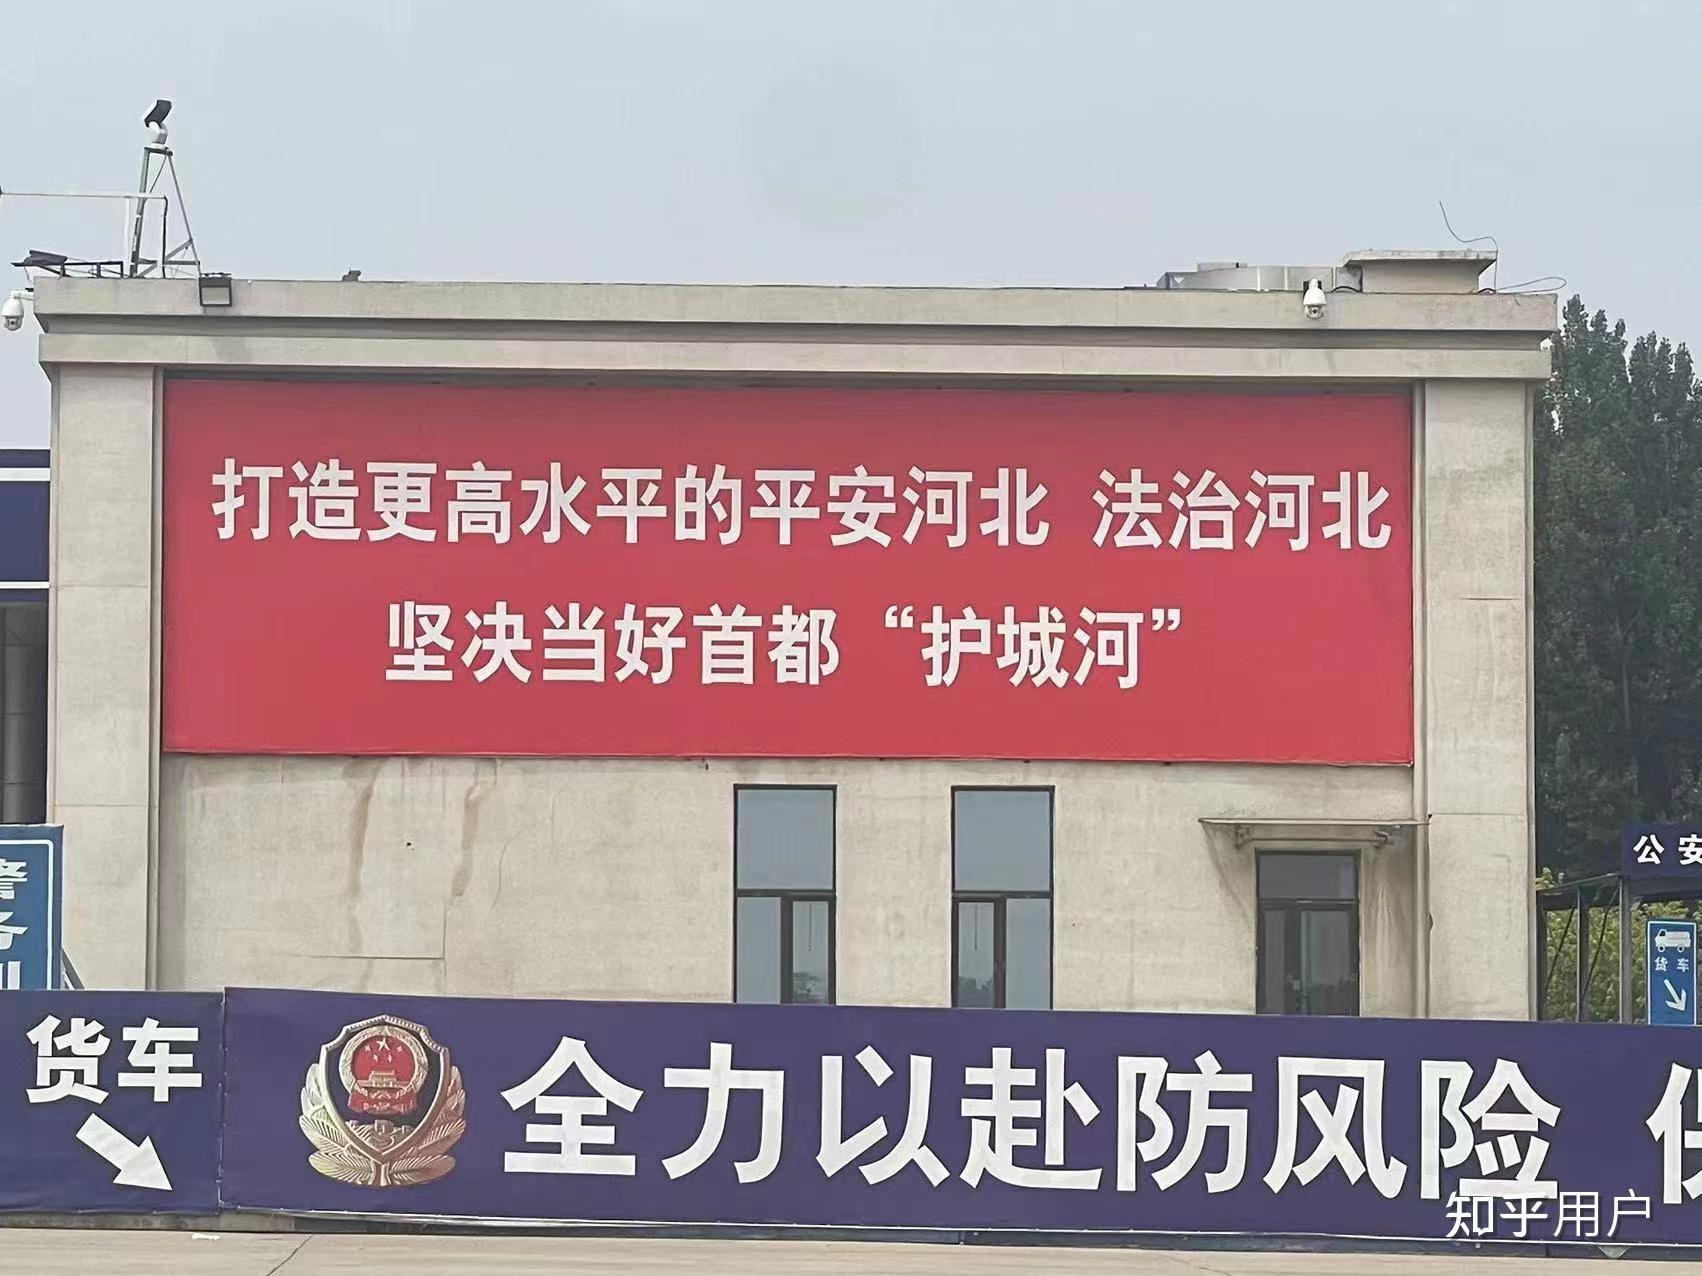 打造更高水平的平安河北 法治河北
坚决当好首都“护城河”
公安
警务
货车
货车
全力以赴防风险
知乎用户